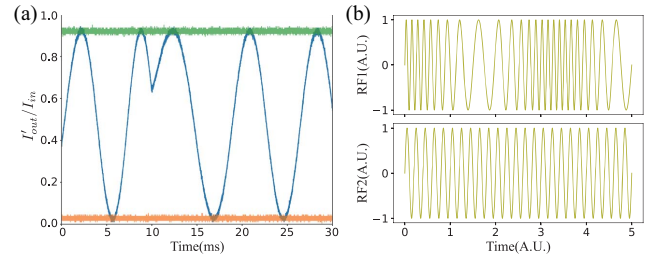 (a)
1.0
0.8
0.6
0.4
0.2
0.0
I'out/Iin
0 5 10 15 20 25 30
Time(ms)
(b)
1
0
−1
RF1(A.U.)
1
0
−1
RF2(A.U.)
0 1 2 3 4 5
Time(A.U.)